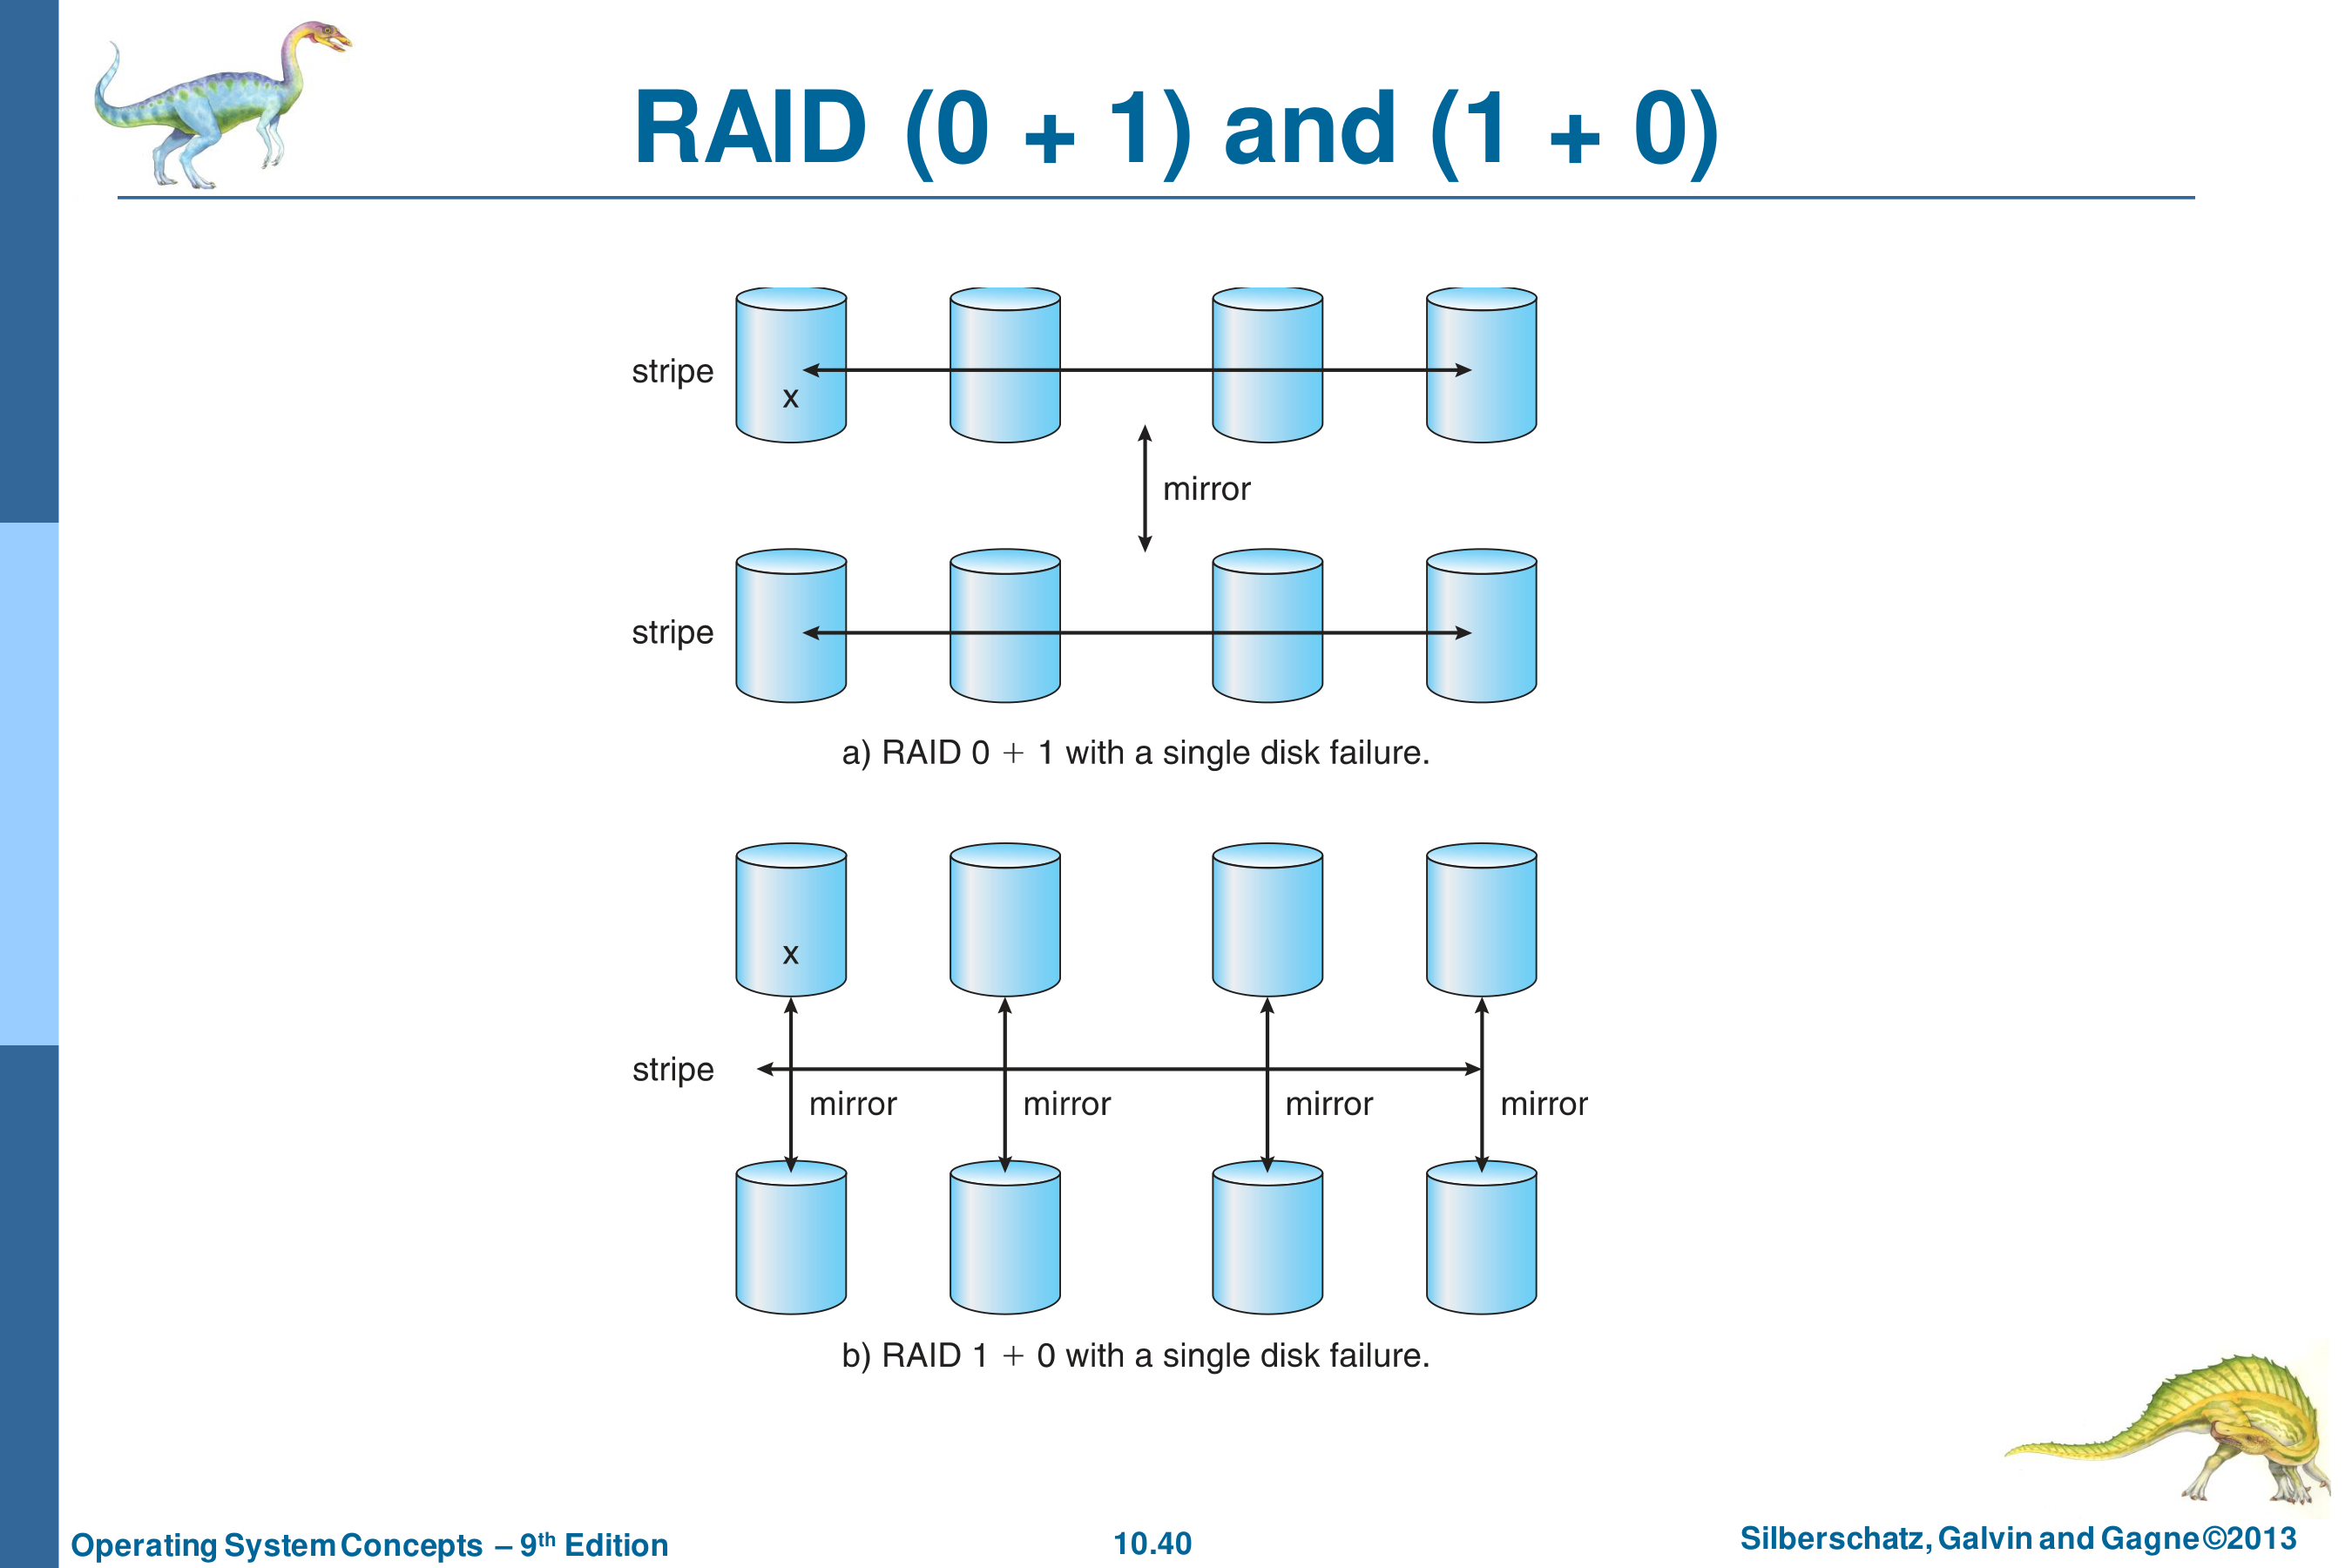 RAID (0 + 1) and (1 + 0)
stripe
x
mirror
stripe
a) RAID 0 + 1 with a single disk failure.
x
stripe
mirror mirror mirror mirror
b) RAID 1 + 0 with a single disk failure.
Operating System Concepts – 9th Edition 10.40 Silberschatz, Galvin and Gagne ©2013